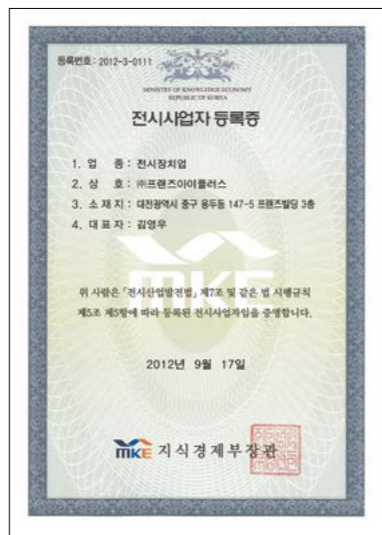 등록번호 : 2012-3-0111
MINISTRY OF KNOWLEDGE ECONOMY
REPUBLIC OF KOREA
전시사업자 등록증
1. 업 종 : 전시장치업
2. 상 호 : ㈜프랜즈아이플러스
3. 소 재 지 : 대전광역시 중구 용두동 147-5 프랜즈빌딩 3층
4. 대 표 자 : 김영우
MKE
위 사람은 「전시산업발전법」 제7조 및 같은 법 시행규칙
제5조 제5항에 따라 등록된 전시사업자임을 증명합니다.
2012년 9월 17일
MKE 지식경제부장관